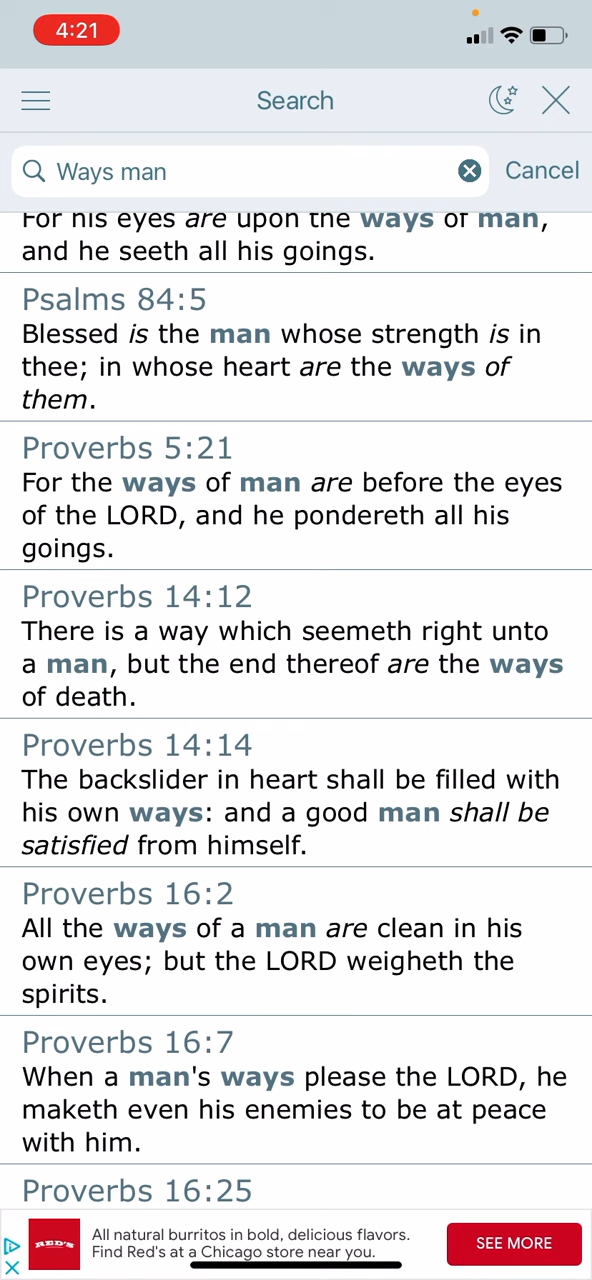 4:21
Search
Ways man
Cancel
For his eyes are upon the ways of man,
and he seeth all his goings.
Psalms 84:5
Blessed is the man whose strength is in
thee; in whose heart are the ways of
them.
Proverbs 5:21
For the ways of man are before the eyes
of the LORD, and he pondereth all his
goings.
Proverbs 14:12
There is a way which seemeth right unto
a man, but the end thereof are the ways
of death.
Proverbs 14:14
The backslider in heart shall be filled with
his own ways: and a good man shall be
satisfied from himself.
Proverbs 16:2
All the ways of a man are clean in his
own eyes; but the LORD weigheth the
spirits.
Proverbs 16:7
When a man's ways please the LORD, he
maketh even his enemies to be at peace
with him.
Proverbs 16:25
RED'S
All natural burritos in bold, delicious flavors.
Find Red's at a Chicago store near you.
SEE MORE